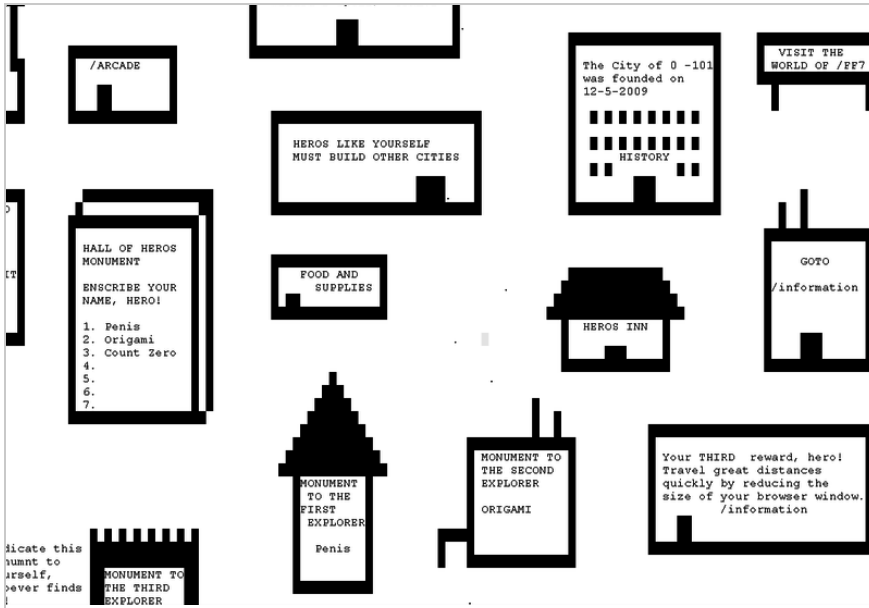 /ARCADE
The City of 0 -101
was founded on
12-5-2009
HISTORY
VISIT THE
WORLD OF /FF7
HEROS LIKE YOURSELF
MUST BUILD OTHER CITIES
HALL OF HEROS
MONUMENT
ENSCRIBE YOUR
NAME, HERO!
1. Penis
2. Origami
3. Count Zero
4.
5.
6.
7.
FOOD AND
SUPPLIES
HEROS INN
GOTO
/information
MONUMENT
TO THE
FIRST
EXPLORER
Penis
MONUMENT TO
THE SECOND
EXPLORER
ORIGAMI
Your THIRD  reward, hero!
Travel great distances
quickly by reducing the
size of your browser window.
/information
dicate this
numnt to
urself,
oever finds
!
MONUMENT TO
THE THIRD
EXPLORER